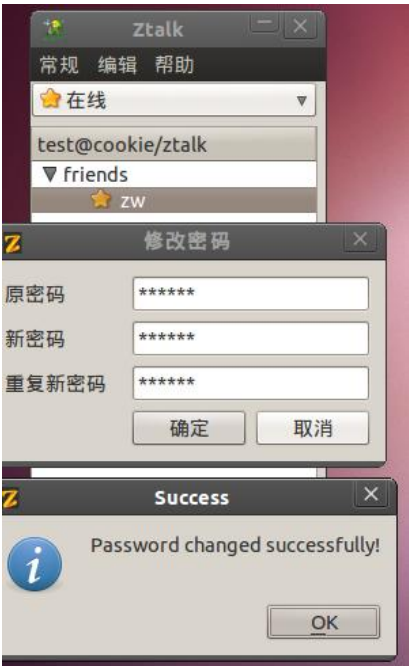 Ztalk
常规 编辑 帮助
在线
test@cookie/ztalk
friends
zw
修改密码
原密码 ******
新密码 ******
重复新密码 ******
确定 取消
Success
Password changed successfully!
OK